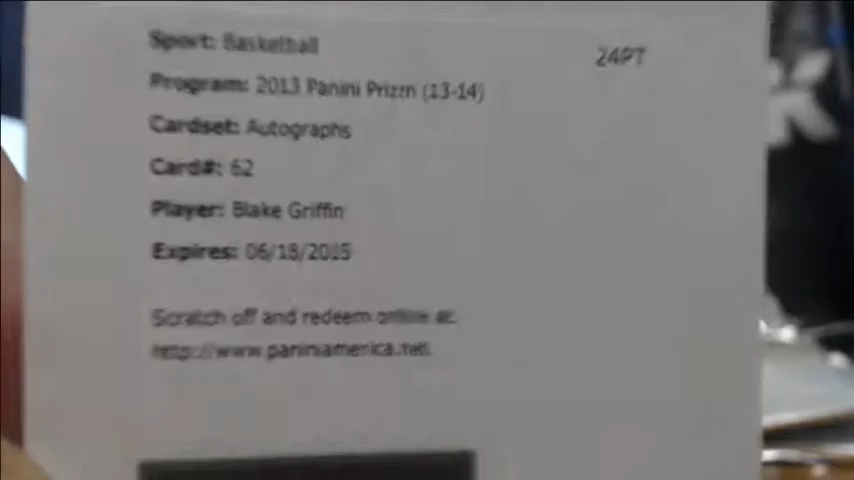 Sport: Basketball
24PT
Program: 2013 Panini Prizm (13-14)
Cardset: Autographs
Card#: 62
Player: Blake Griffin
Expires: 06/18/2015
Scratch off and redeem online at:
http://www.paniniamerica.net.